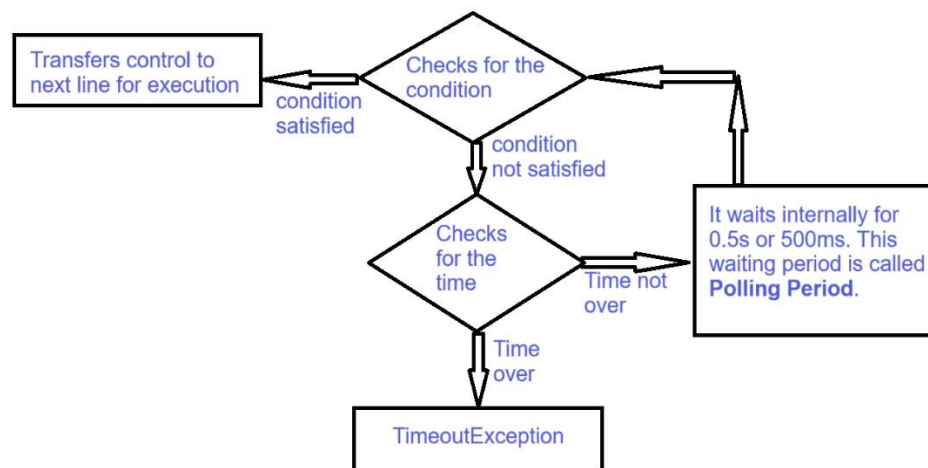 Transfers control to
next line for execution
Checks for the
condition
condition
satisfied
condition
not satisfied
Checks
for the
time
Time not
over
It waits internally for
0.5s or 500ms. This
waiting period is called
Polling Period.
Time
over
TimeoutException